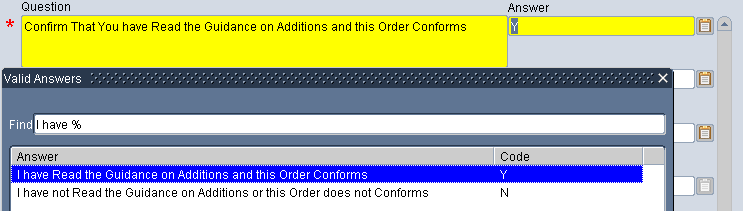 Question Answer
* Confirm That You have Read the Guidance on Additions and this Order Conforms Y
Valid Answers
Find I have %
Answer Code
I have Read the Guidance on Additions and this Order Conforms Y
I have not Read the Guidance on Additions or this Order does not Conforms N